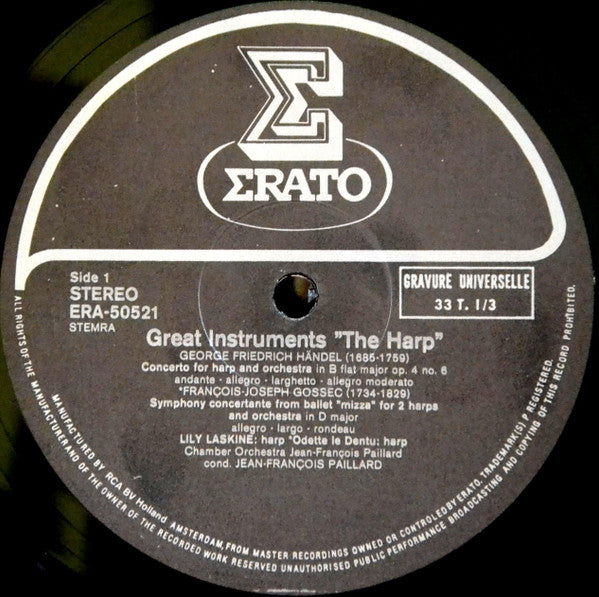 Σ
ΣRATO
Side 1
STEREO
ERA-50521
STEMRA
GRAVURE UNIVERSELLE
33 T. 1/3
Great Instruments "The Harp"
GEORGE FRIEDRICH HÄNDEL (1685-1759)
Concerto for harp and orchestra in B flat major op. 4 no. 6
andante - allegro - larghetto - allegro moderato
*FRANÇOIS-JOSEPH GOSSEC (1734-1829)
Symphony concertante from ballet "mizza" for 2 harps
and orchestra in D major
allegro - largo - rondeau
LILY LASKINE: harp *Odette le Dentu: harp
Chamber Orchestra Jean-François Paillard
cond. JEAN-FRANÇOIS PAILLARD
MANUFACTURED BY RCA BV Holland AMSTERDAM, FROM MASTER RECORDINGS OWNED OR CONTROLED BY ERATO. TRADEMARK(S) REGISTERED.
ALL RIGHTS OF THE MANUFACTURER AND OF THE OWNER OF THE RECORDED WORK RESERVED UNAUTHORISED PUBLIC PERFORMANCE BROADCASTING AND COPYING OF THIS RECORD PROHIBITED.